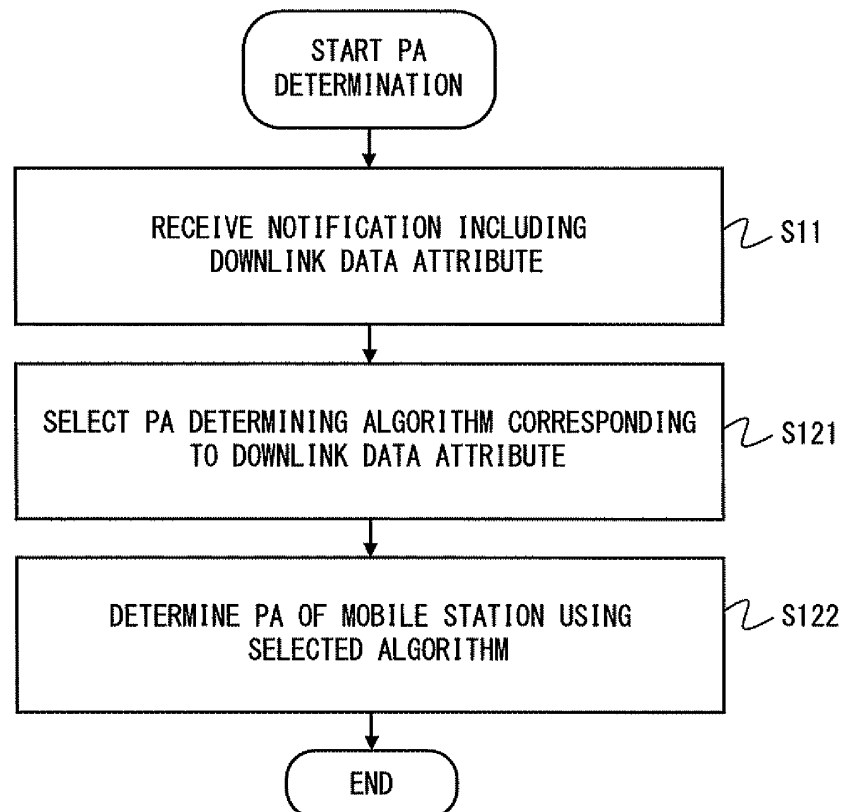 START PA
DETERMINATION
RECEIVE NOTIFICATION INCLUDING
DOWNLINK DATA ATTRIBUTE
S11
SELECT PA DETERMINING ALGORITHM CORRESPONDING
TO DOWNLINK DATA ATTRIBUTE
S121
DETERMINE PA OF MOBILE STATION USING
SELECTED ALGORITHM
S122
END